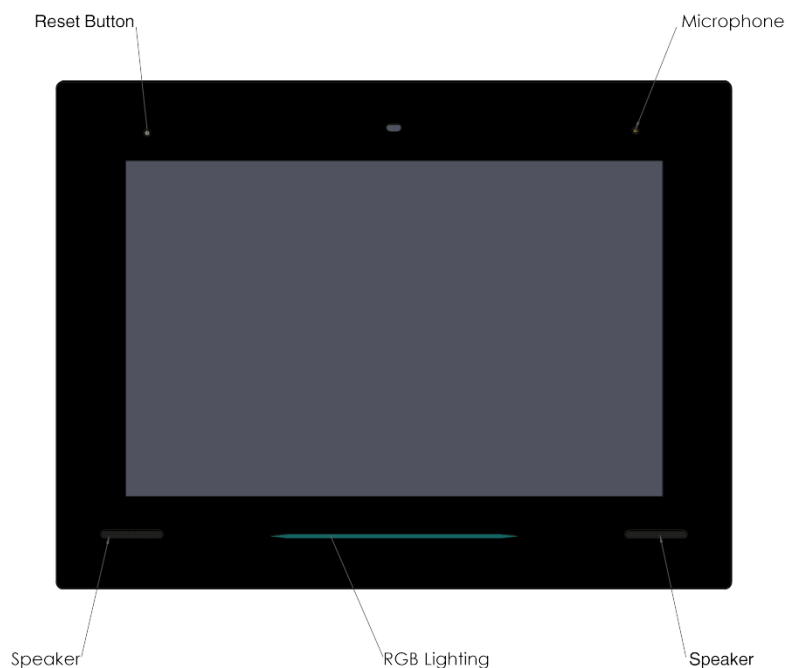 Reset Button
Microphone
Speaker
RGB Lighting
Speaker